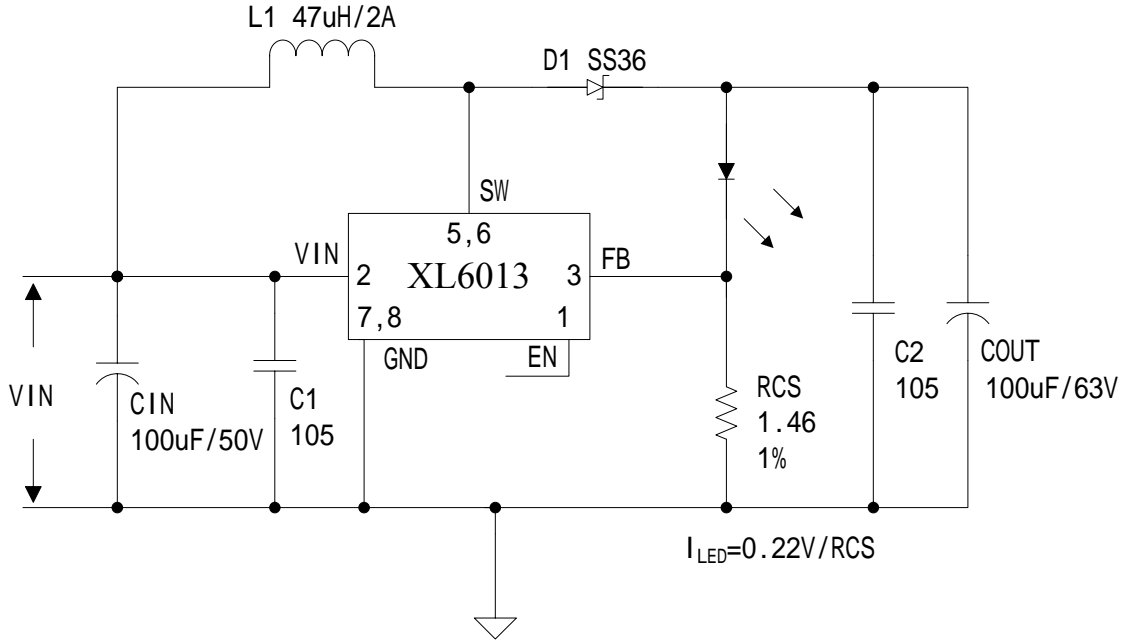 L1 47uH/2A
D1 SS36
SW
5,6
VIN
2
XL6013
3
FB
7,8
1
GND
EN
VIN
CIN
100uF/50V
C1
105
RCS
1.46
1%
C2
105
COUT
100uF/63V
ILED=0.22V/RCS